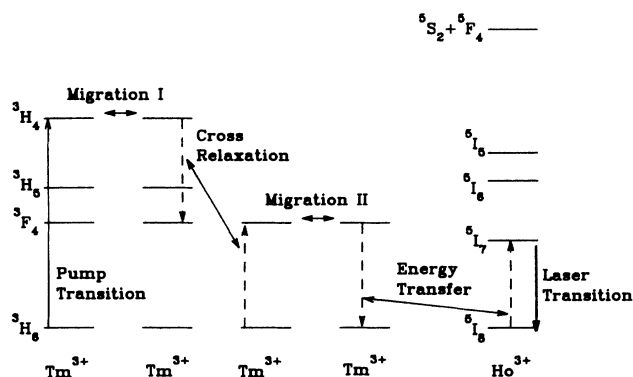 ⁵S₂+⁵F₄
Migration I
³H₄
Cross
Relaxation
⁵I₅
³H₅
⁵I₆
Migration II
³F₄
⁵I₇
Pump
Transition
Energy
Transfer
Laser
Transition
³H₆
⁵I₈
Tm³⁺ Tm³⁺ Tm³⁺ Tm³⁺ Ho³⁺